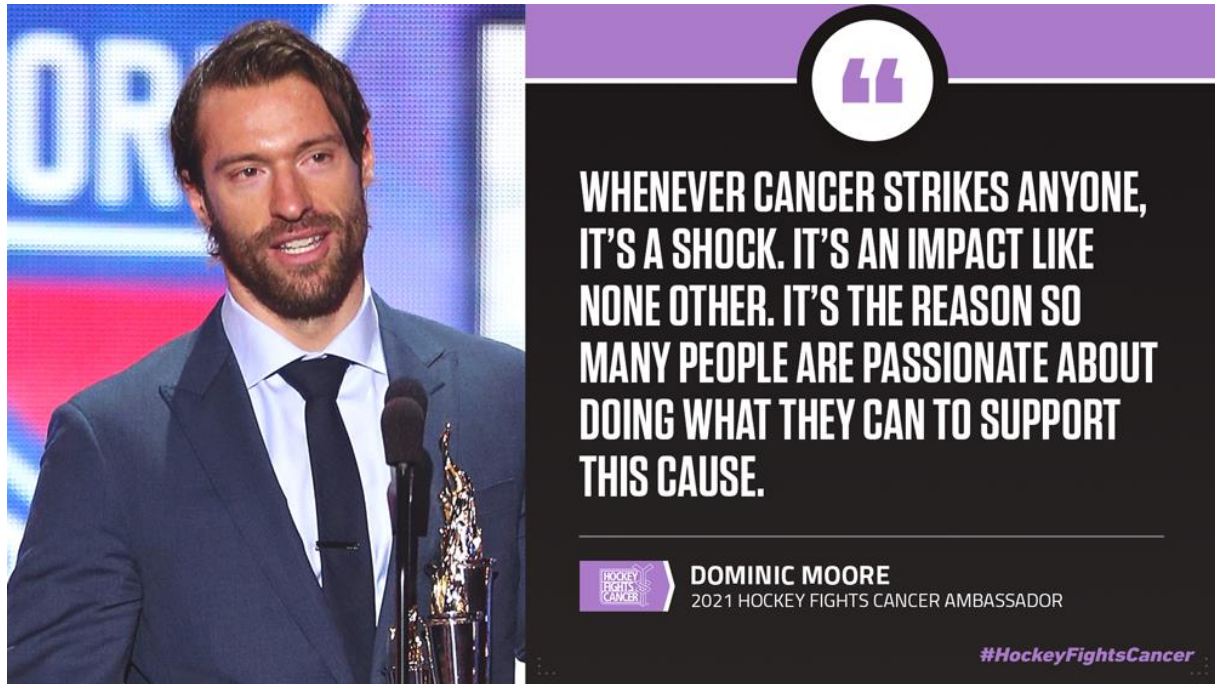 OR
WHENEVER CANCER STRIKES ANYONE,
IT’S A SHOCK. IT’S AN IMPACT LIKE
NONE OTHER. IT’S THE REASON SO
MANY PEOPLE ARE PASSIONATE ABOUT
DOING WHAT THEY CAN TO SUPPORT
THIS CAUSE.
HOCKEY
FIGHTS
CANCER
DOMINIC MOORE
2021 HOCKEY FIGHTS CANCER AMBASSADOR
#HockeyFightsCancer